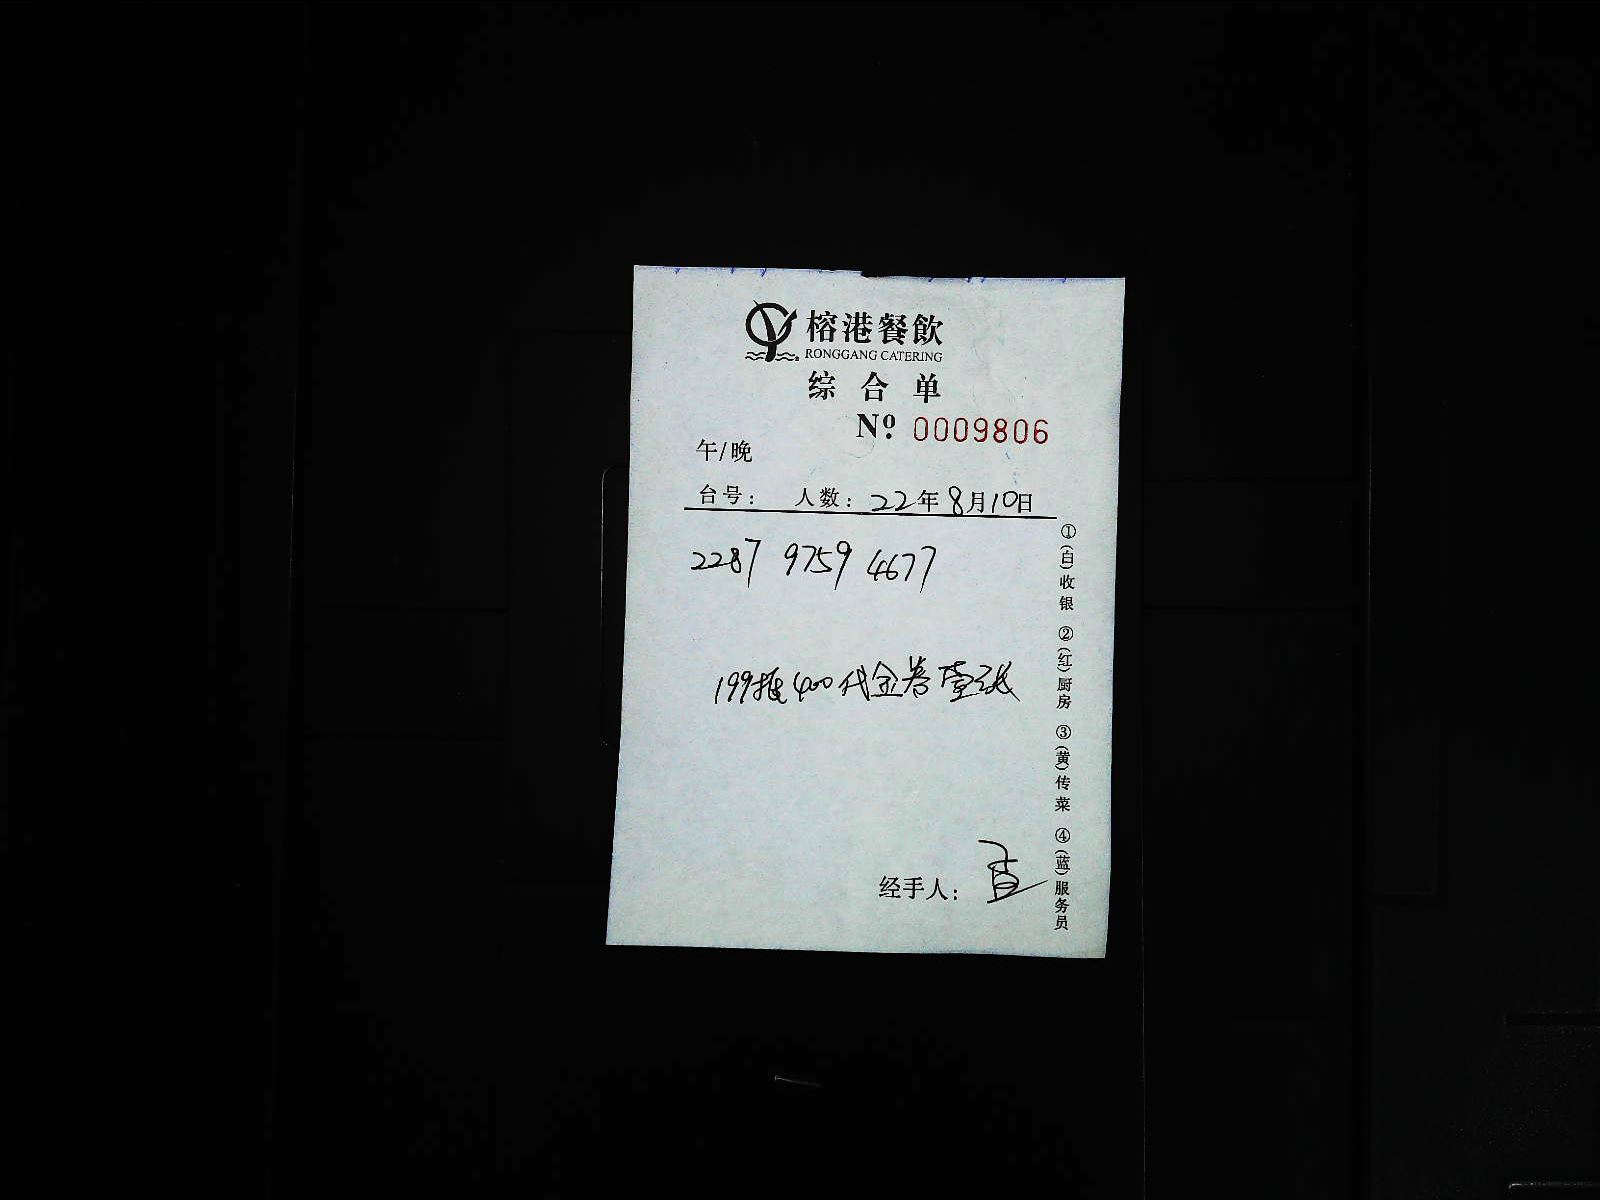 榕港餐飲
RONGGANG CATERING
综合单
Nº 0009806
午/晚
台号: 人数: 22年8月10日
2287 9759 4677
199抵400代金券壹张
经手人:
①(白)收银 ②(红)厨房 ③(黄)传菜 ④(蓝)服务员